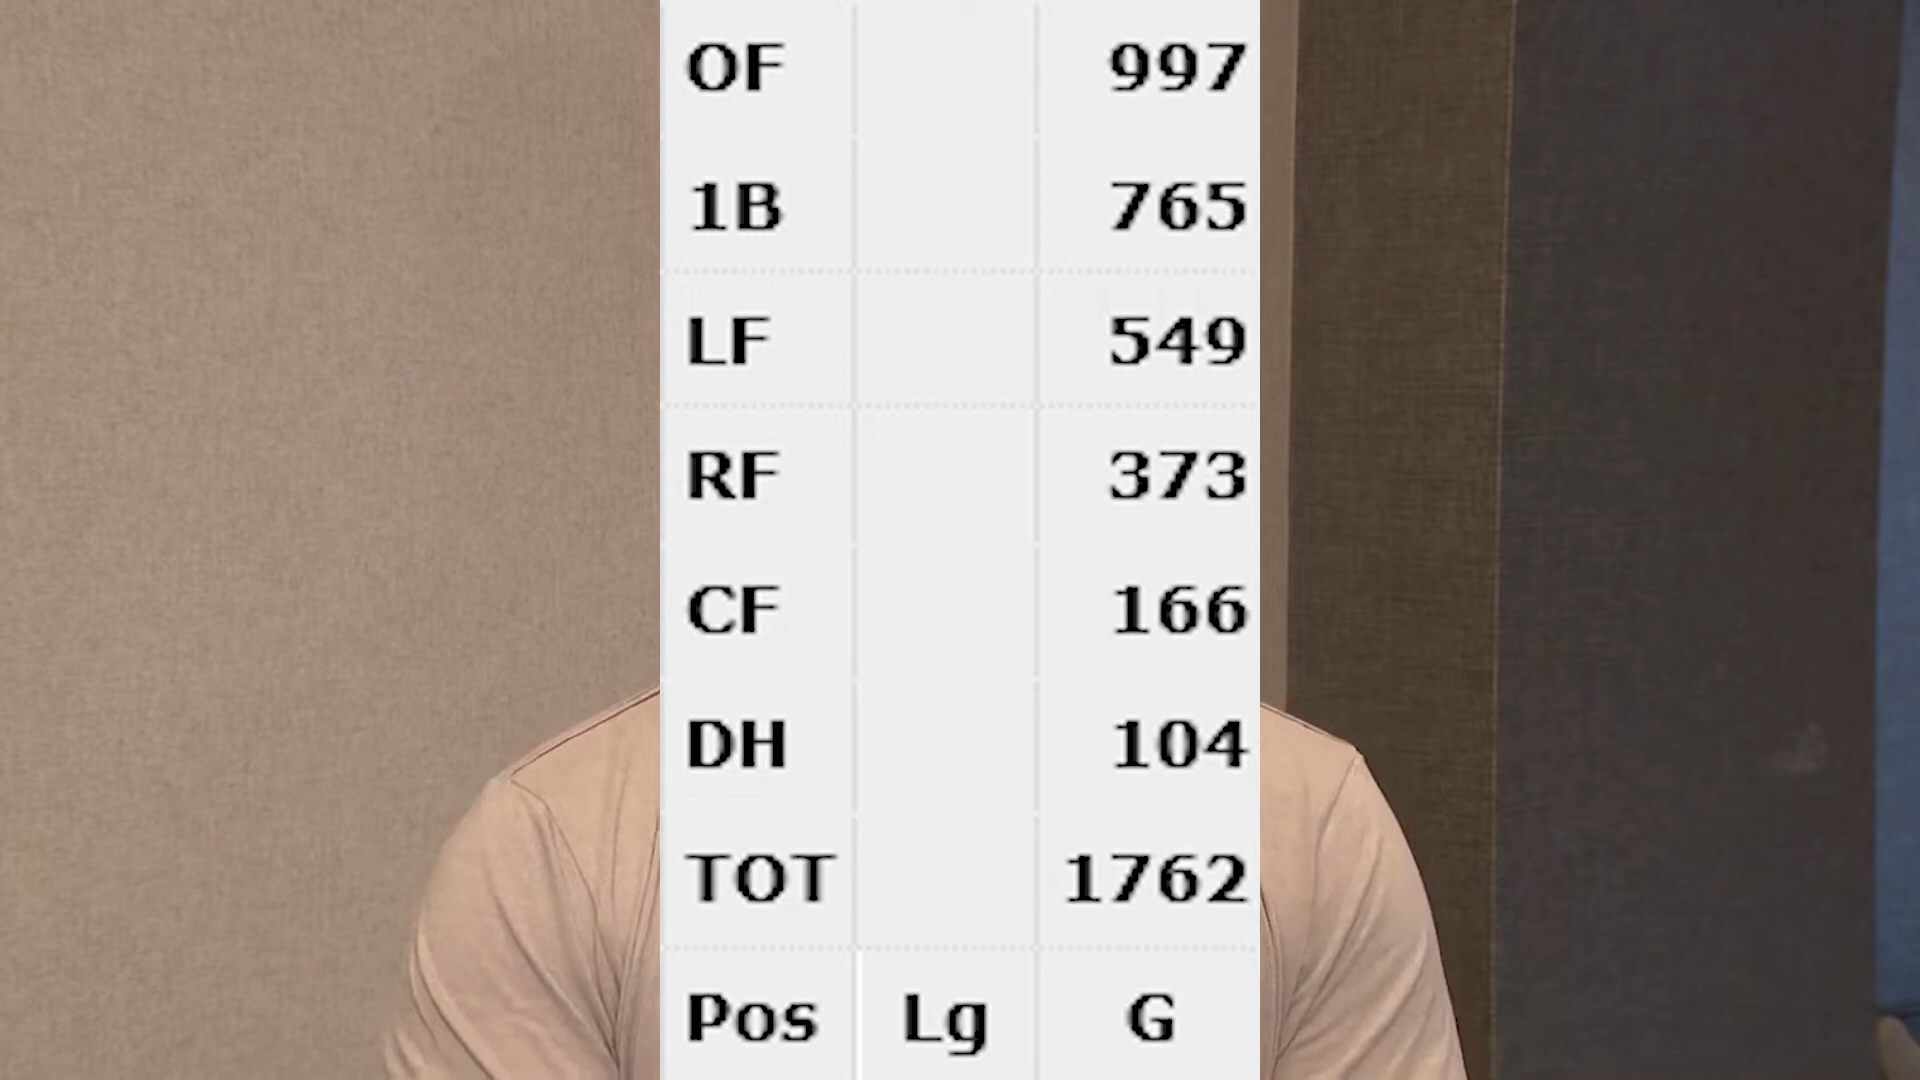 OF 997
1B 765
LF 549
RF 373
CF 166
DH 104
TOT 1762
Pos Lg G